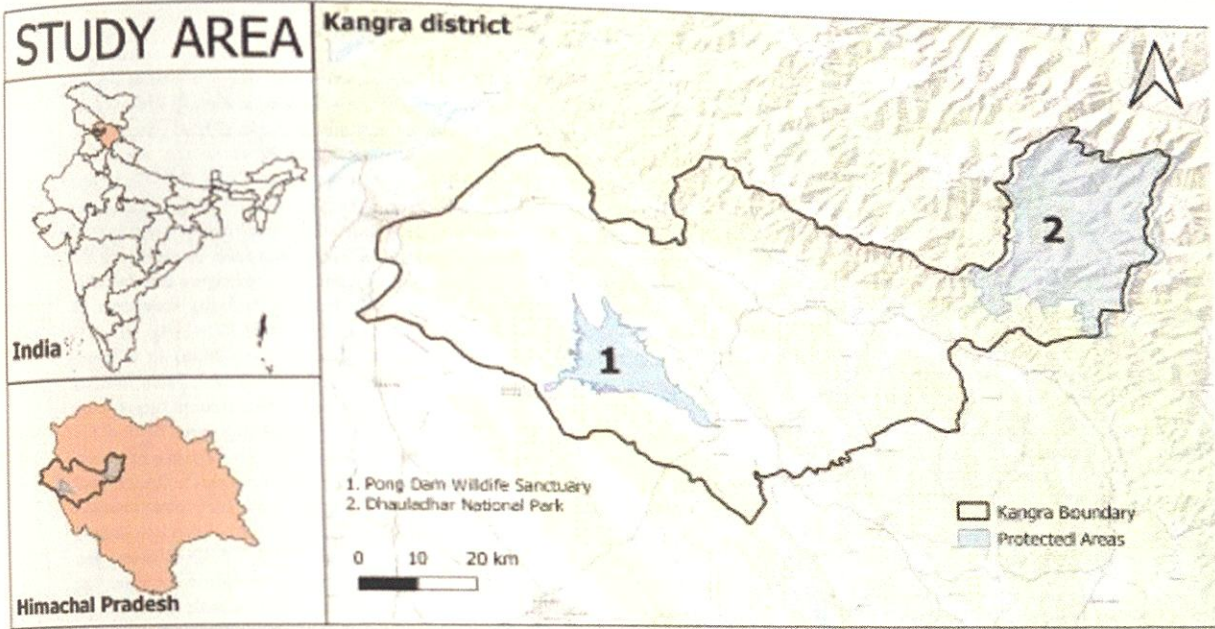 STUDY AREA
Kangra district
India
Himachal Pradesh
1
2
1. Pong Dam Wildlife Sanctuary
2. Dhauladhar National Park
0 10 20 km
Kangra Boundary
Protected Areas